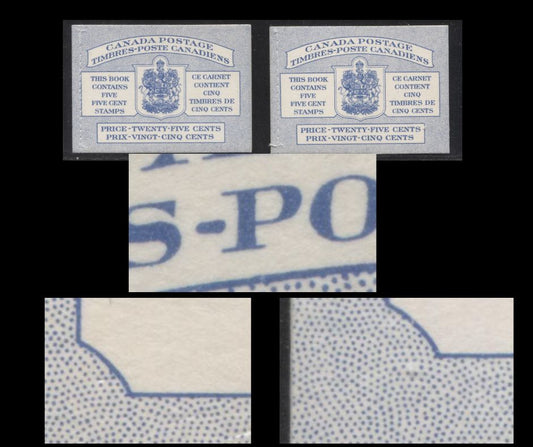 CANADA POSTAGE
TIMBRES-POSTE CANADIENS
THIS BOOK
CONTAINS
FIVE
FIVE CENT
STAMPS
CE CARNET
CONTIENT
CINQ
TIMBRES DE
CINQ CENTS
PRICE-TWENTY-FIVE CENTS
PRIX-VINGT-CINQ CENTS
CANADA POSTAGE
TIMBRES-POSTE CANADIENS
THIS BOOK
CONTAINS
FIVE
FIVE CENT
STAMPS
CE CARNET
CONTIENT
CINQ
TIMBRES DE
CINQ CENTS
PRICE-TWENTY-FIVE CENTS
PRIX-VINGT-CINQ CENTS
S-PO